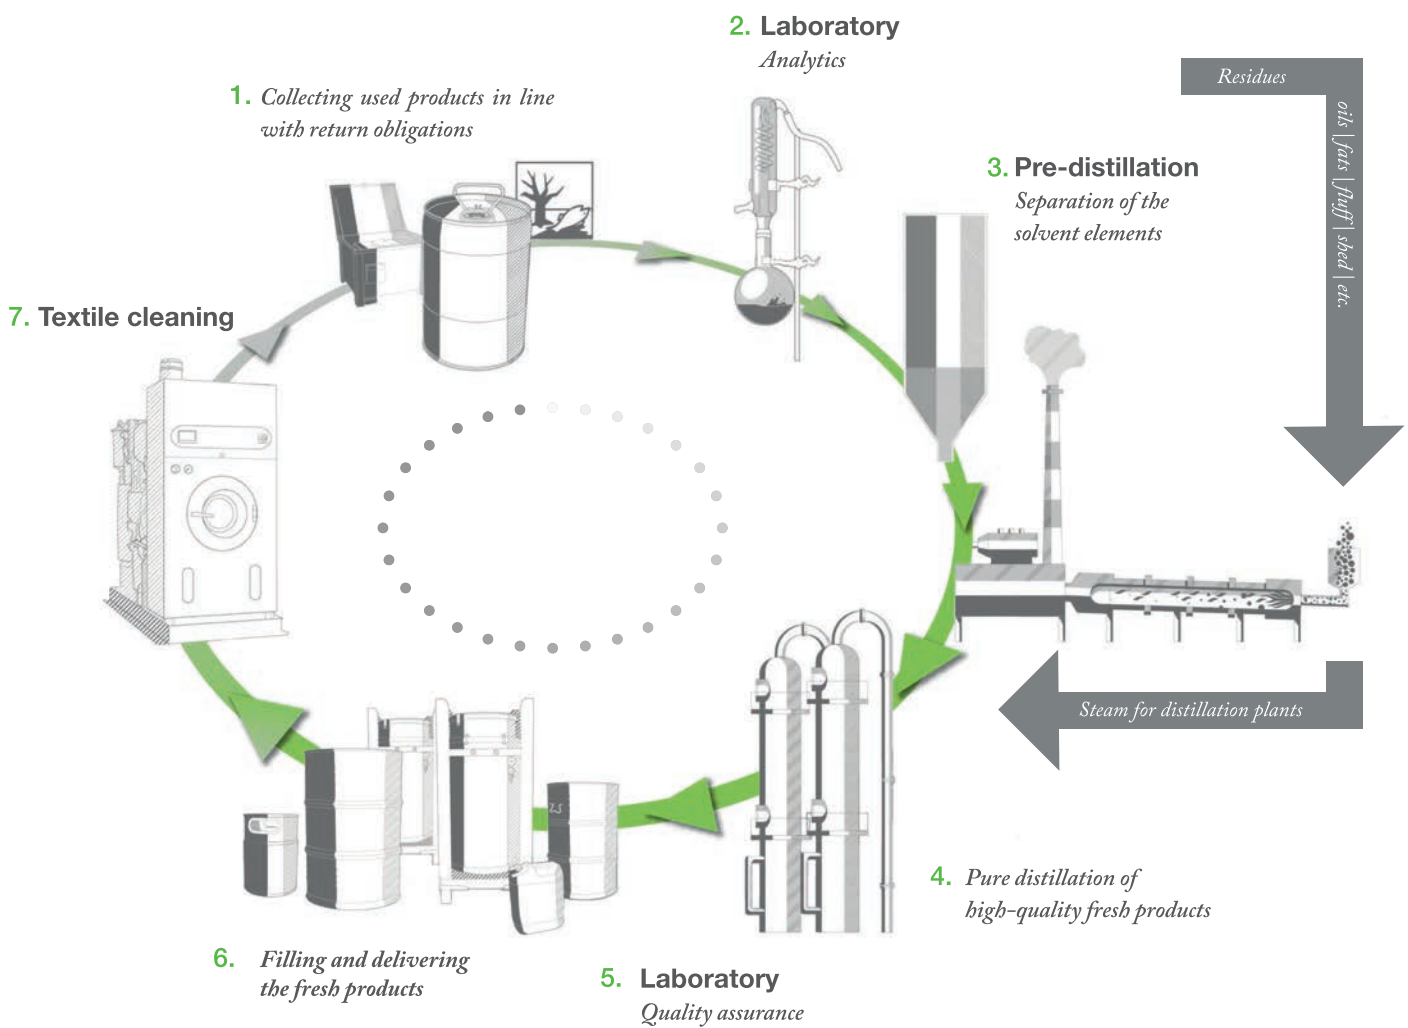 2. Laboratory
Analytics
1. Collecting used products in line
with return obligations
Residues
oils | fats | fluff | shed | etc.
3. Pre-distillation
Separation of the
solvent elements
7. Textile cleaning
Steam for distillation plants
4. Pure distillation of
high-quality fresh products
6. Filling and delivering
the fresh products
5. Laboratory
Quality assurance